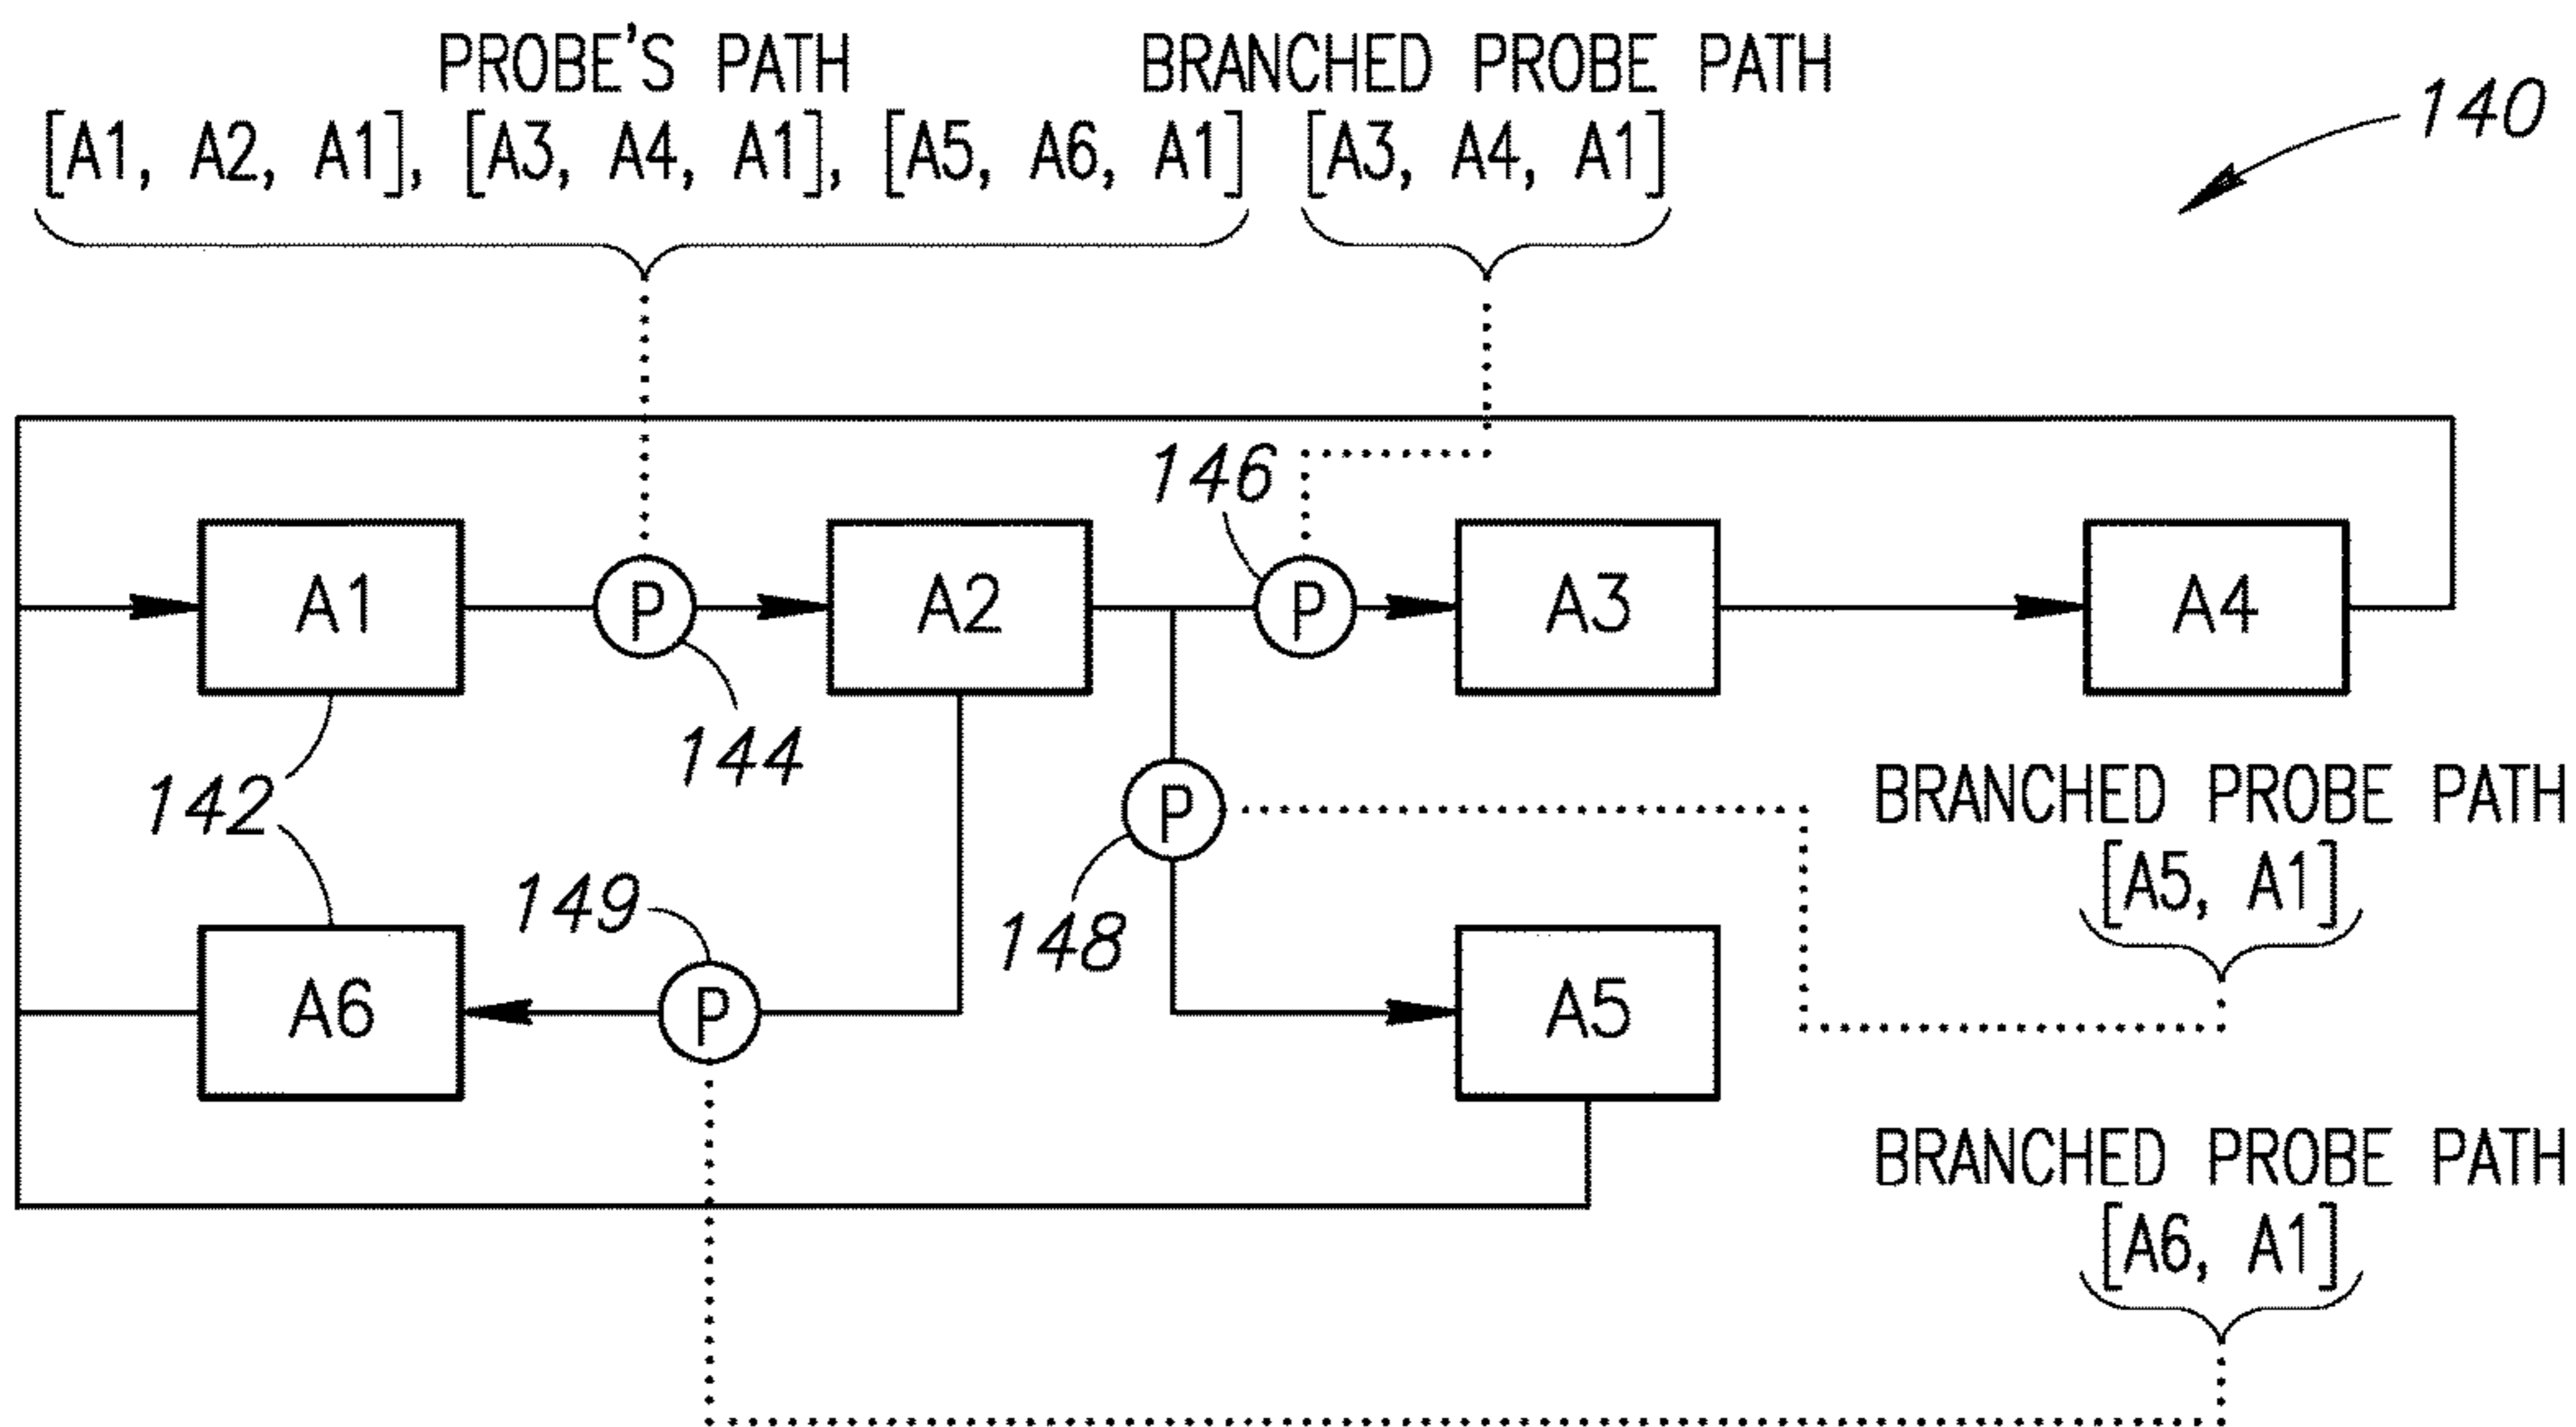 PROBE'S PATH
[A1, A2, A1], [A3, A4, A1], [A5, A6, A1]
BRANCHED PROBE PATH
[A3, A4, A1]
140
146
A1
P
A2
P
A3
A4
144
142
P
BRANCHED PROBE PATH
[A5, A1]
149
148
A6
P
A5
BRANCHED PROBE PATH
[A6, A1]